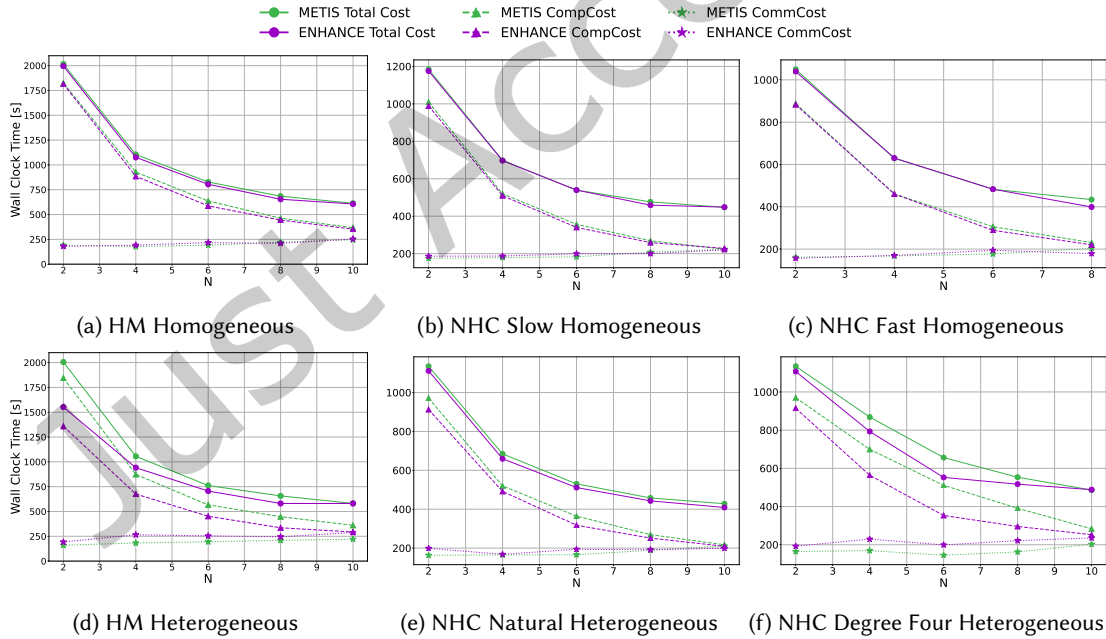 METIS Total Cost METIS CompCost METIS CommCost
ENHANCE Total Cost ENHANCE CompCost ENHANCE CommCost
Just Acce
Wall Clock Time [s]
2000
1750
1500
1250
1000
750
500
250
0
2 3 4 5 6 7 8 9 10
N
(a) HM Homogeneous
1200
1000
800
600
400
200
2 3 4 5 6 7 8 9 10
N
(b) NHC Slow Homogeneous
1000
800
600
400
200
2 3 4 5 6 7 8
N
(c) NHC Fast Homogeneous
Wall Clock Time [s]
2000
1750
1500
1250
1000
750
500
250
0
2 3 4 5 6 7 8 9 10
N
(d) HM Heterogeneous
1000
800
600
400
200
2 3 4 5 6 7 8 9 10
N
(e) NHC Natural Heterogeneous
1000
800
600
400
200
2 3 4 5 6 7 8 9 10
N
(f) NHC Degree Four Heterogeneous